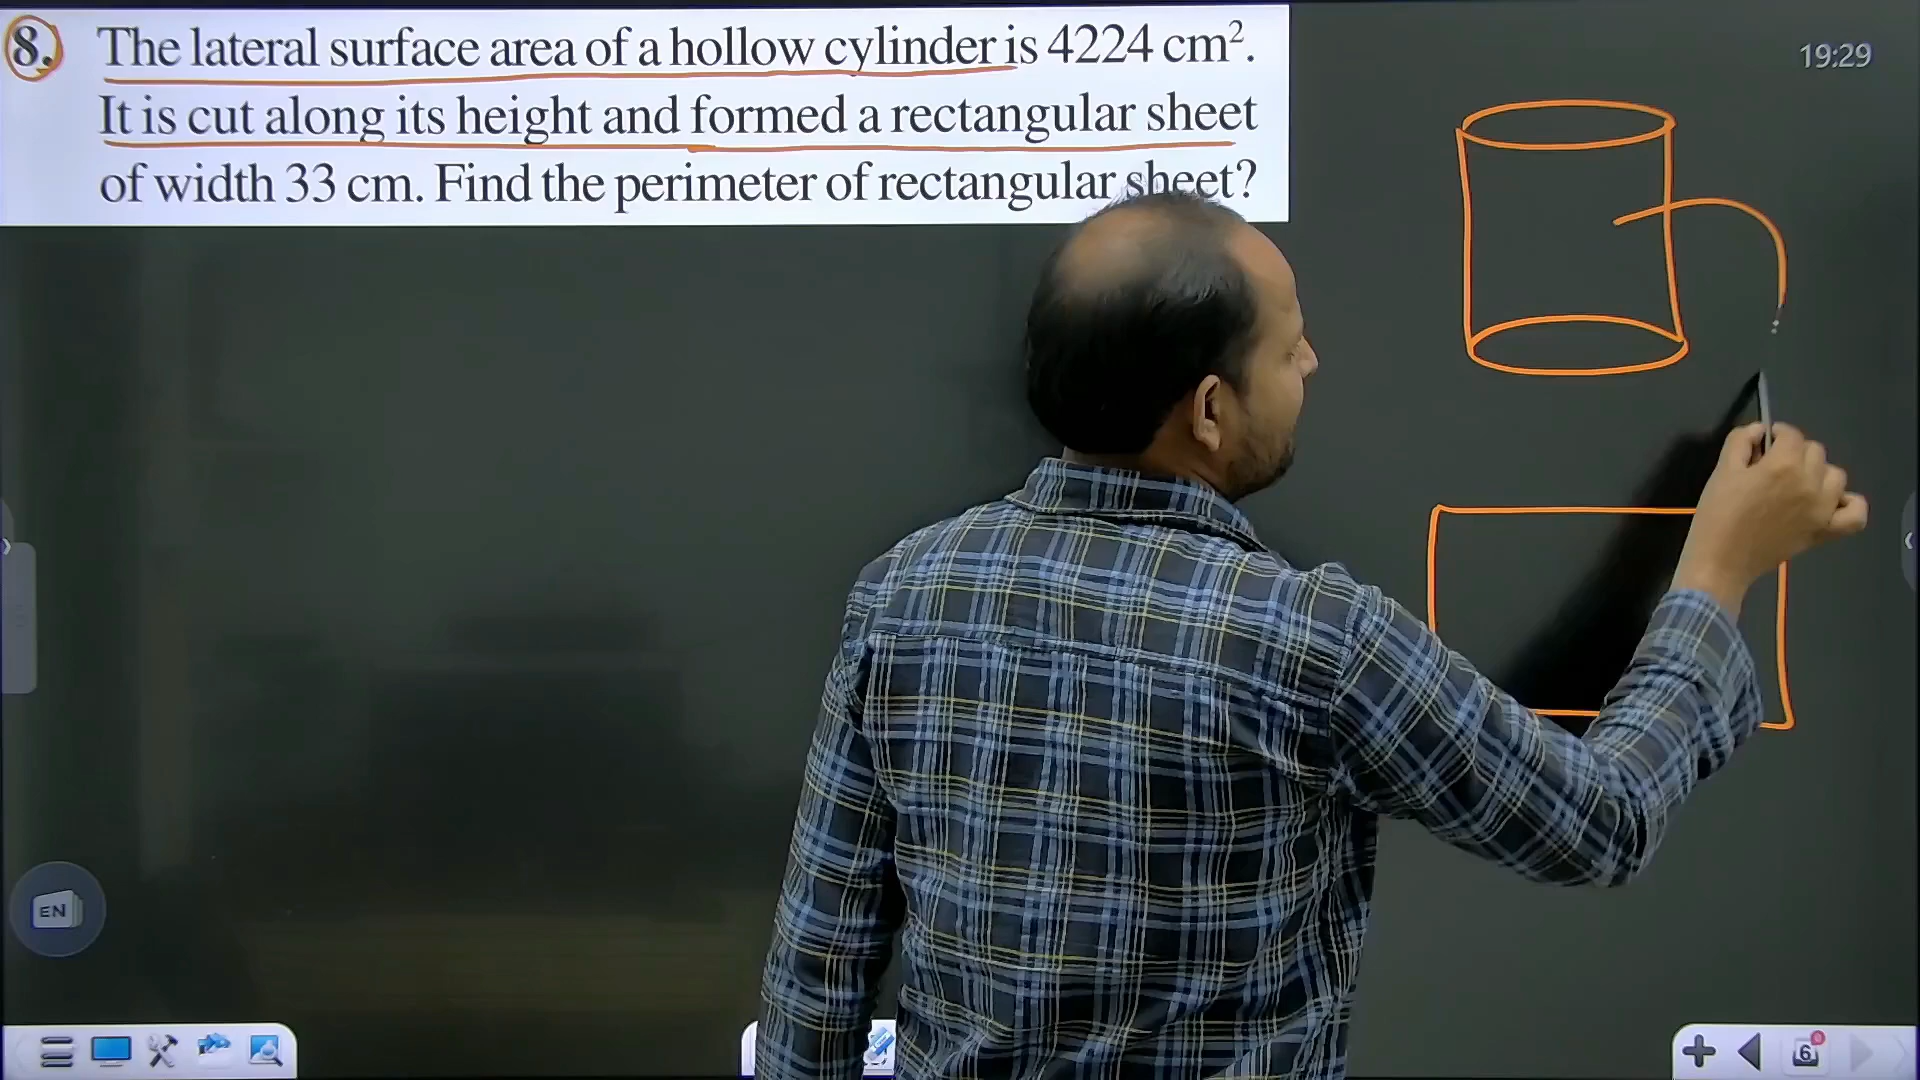 8. The lateral surface area of a hollow cylinder is 4224 cm².
It is cut along its height and formed a rectangular sheet
of width 33 cm. Find the perimeter of rectangular sheet?
19:29
EN
6